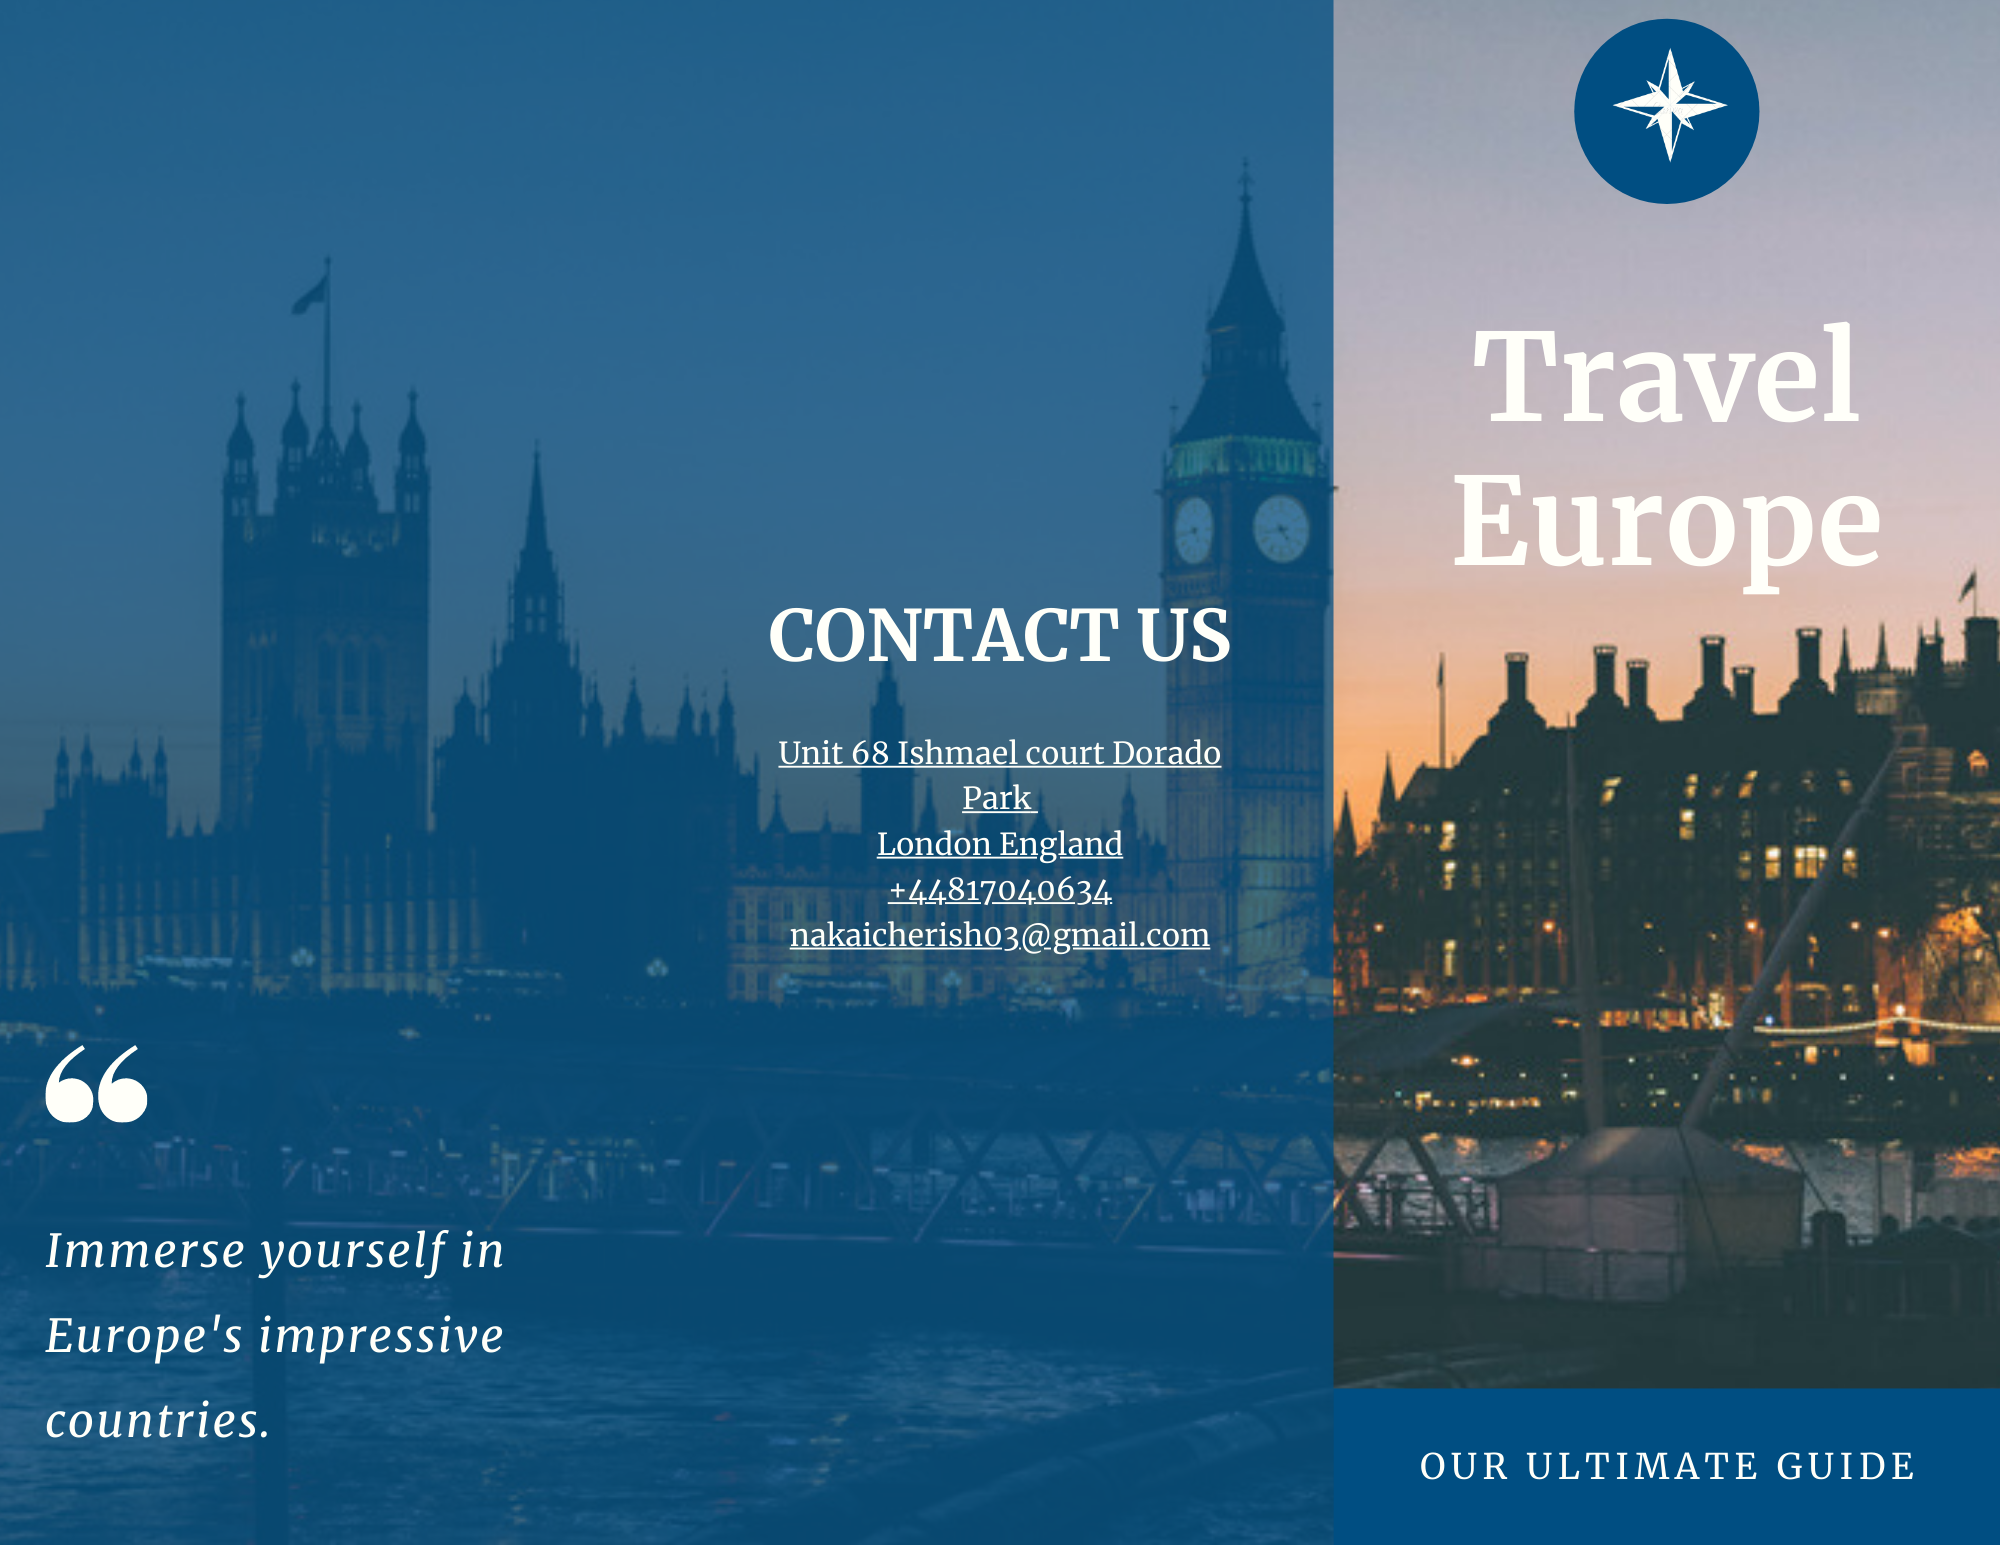 Immerse yourself in
Europe's impressive
countries.
CONTACT US
Unit 68 Ishmael court Dorado
Park
London England
+44817040634
nakaicherish03@gmail.com
Travel
Europe
OUR ULTIMATE GUIDE